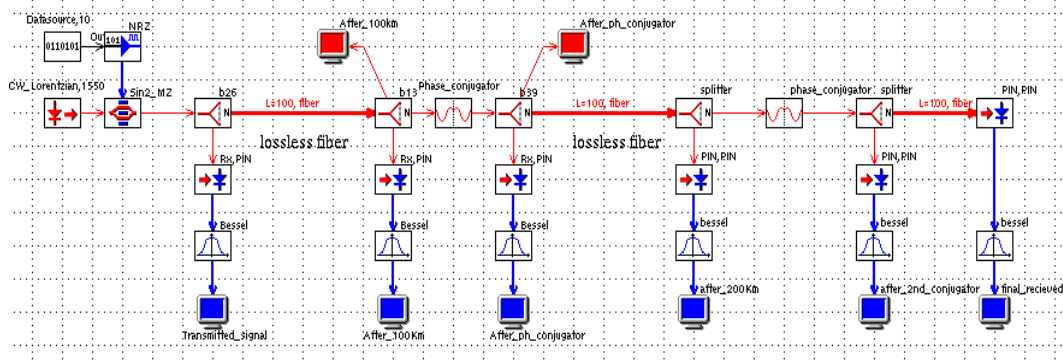 Datasource,10
NRZ
After_100km
After_ph_conjugator
Out
0110101
101
CW_Lorentzian,1550
Sin2_MZ
b26
L=100, fiber
b13
Phase_conjugator
b39
L=100, fiber
splitter
phase_conjugator
splitter
L=100, fiber
PIN,PIN
N
N
N
N
N
lossless fiber
lossless fiber
Rx,PIN
Rx,PIN
Rx,PIN
PIN,PIN
PIN,PIN
Bessel
Bessel
Bessel
bessel
bessel
bessel
Transmitted_signal
After_100Km
After_ph_conjugator
after_200Km
after_2nd_conjugator
final_recieved